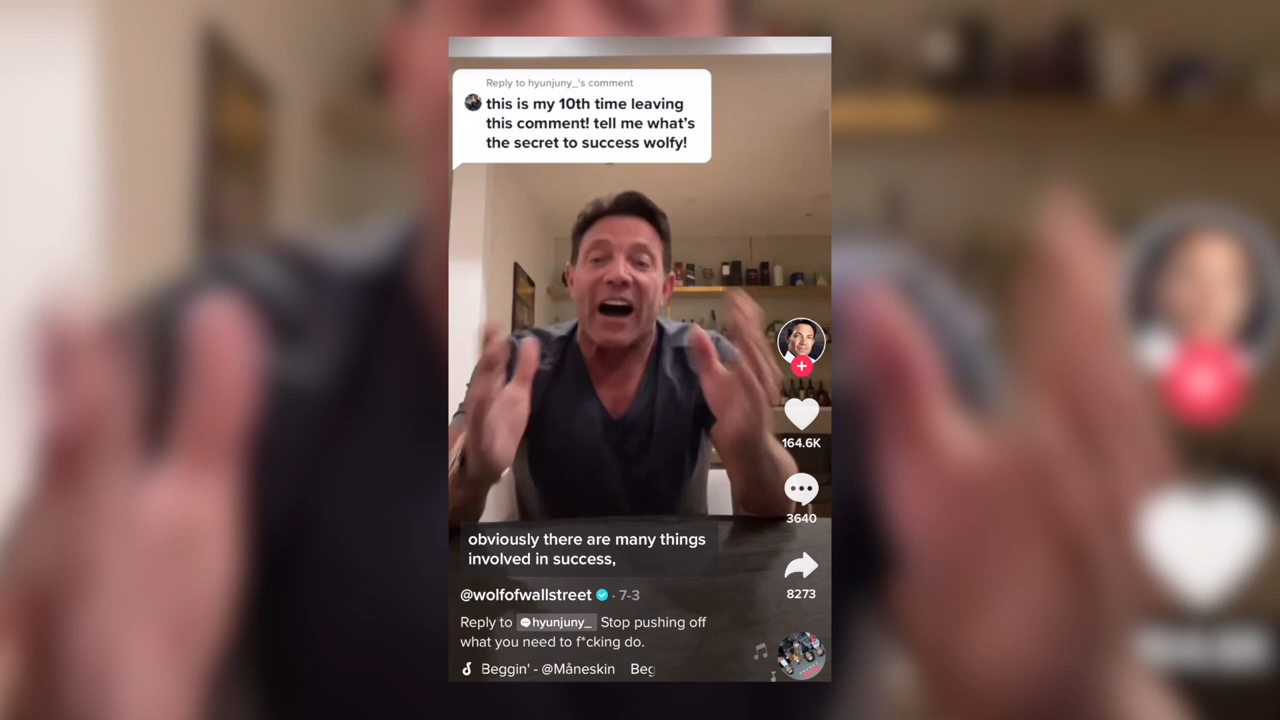 Reply to hyunjuny_'s comment
this is my 10th time leaving
this comment! tell me what's
the secret to success wolfy!
164.6K
3640
obviously there are many things
involved in success,
8273
@wolfofwallstreet · 7-3
Reply to hyunjuny_ Stop pushing off
what you need to f*cking do.
Beggin' - @Måneskin Beg